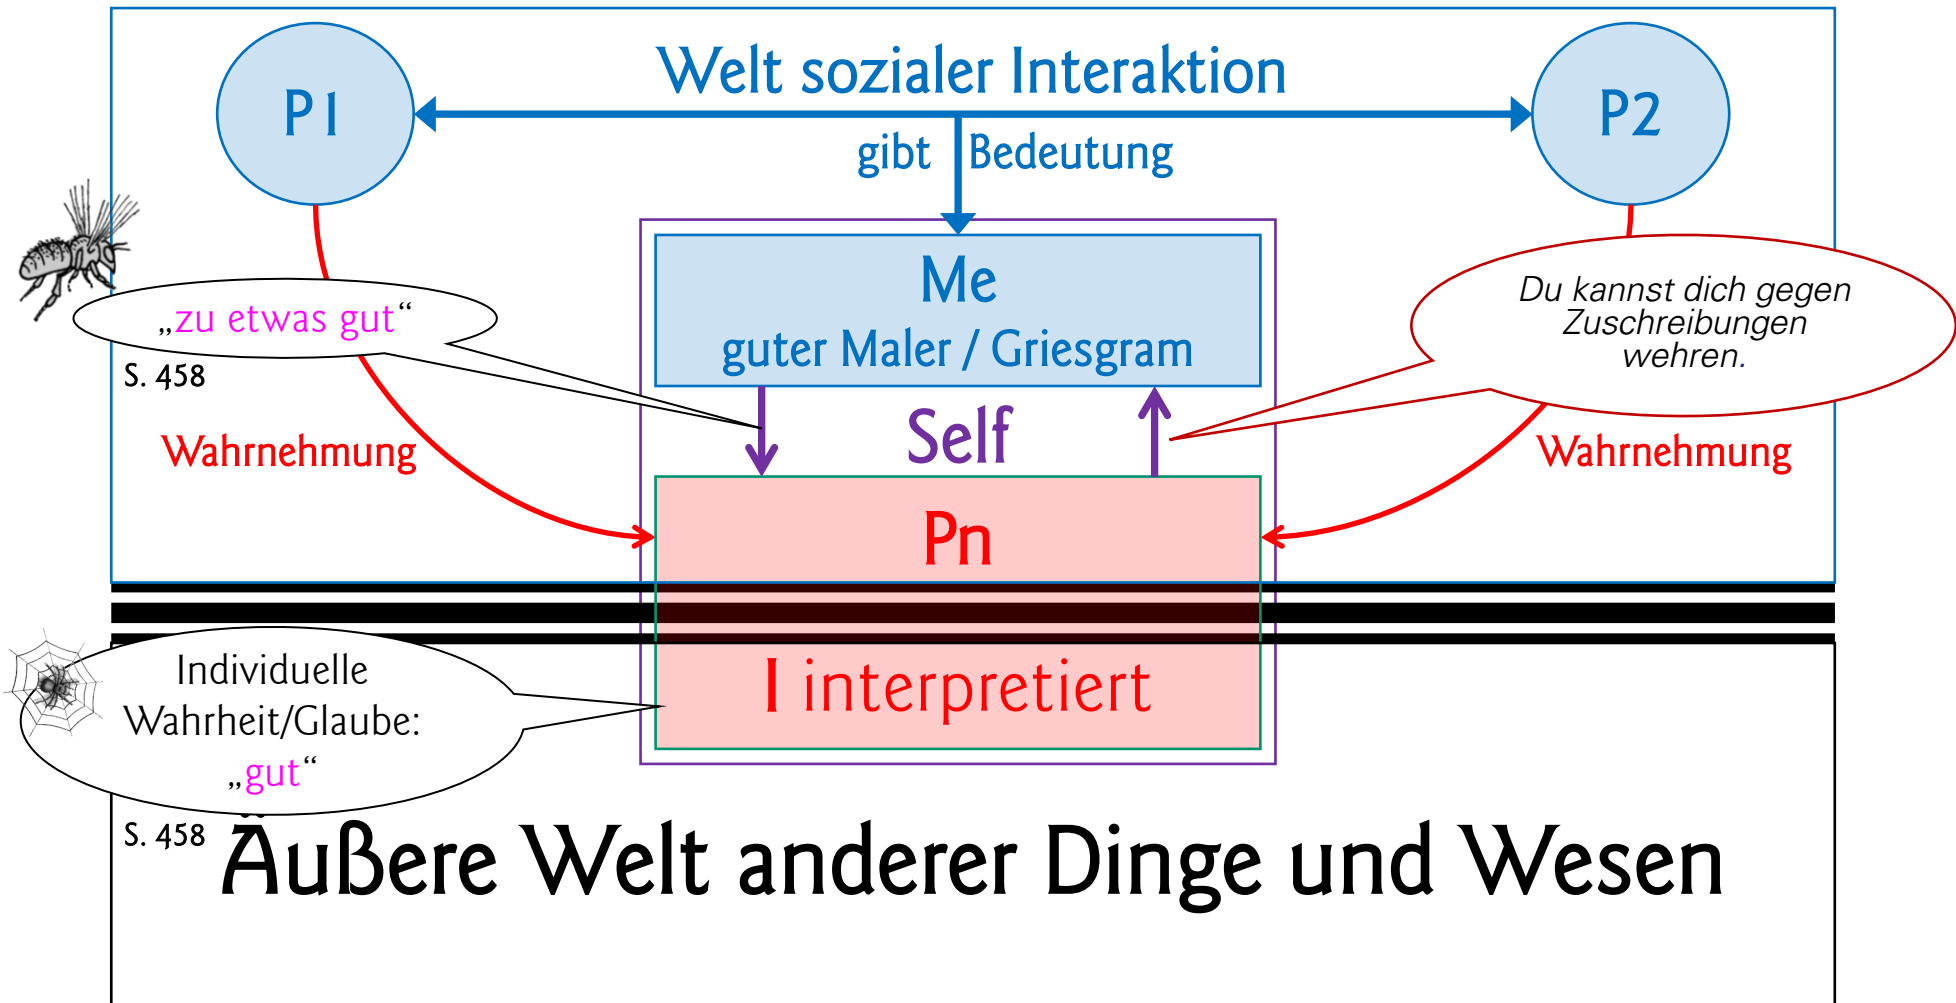 Welt sozialer Interaktion
P1
P2
gibt Bedeutung
Me
guter Maler / Griesgram
„zu etwas gut“
S. 458
Du kannst dich gegen
Zuschreibungen
wehren.
Self
Wahrnehmung
Wahrnehmung
Pn
I interpretiert
Individuelle
Wahrheit/Glaube:
„gut“
S. 458
Äußere Welt anderer Dinge und Wesen